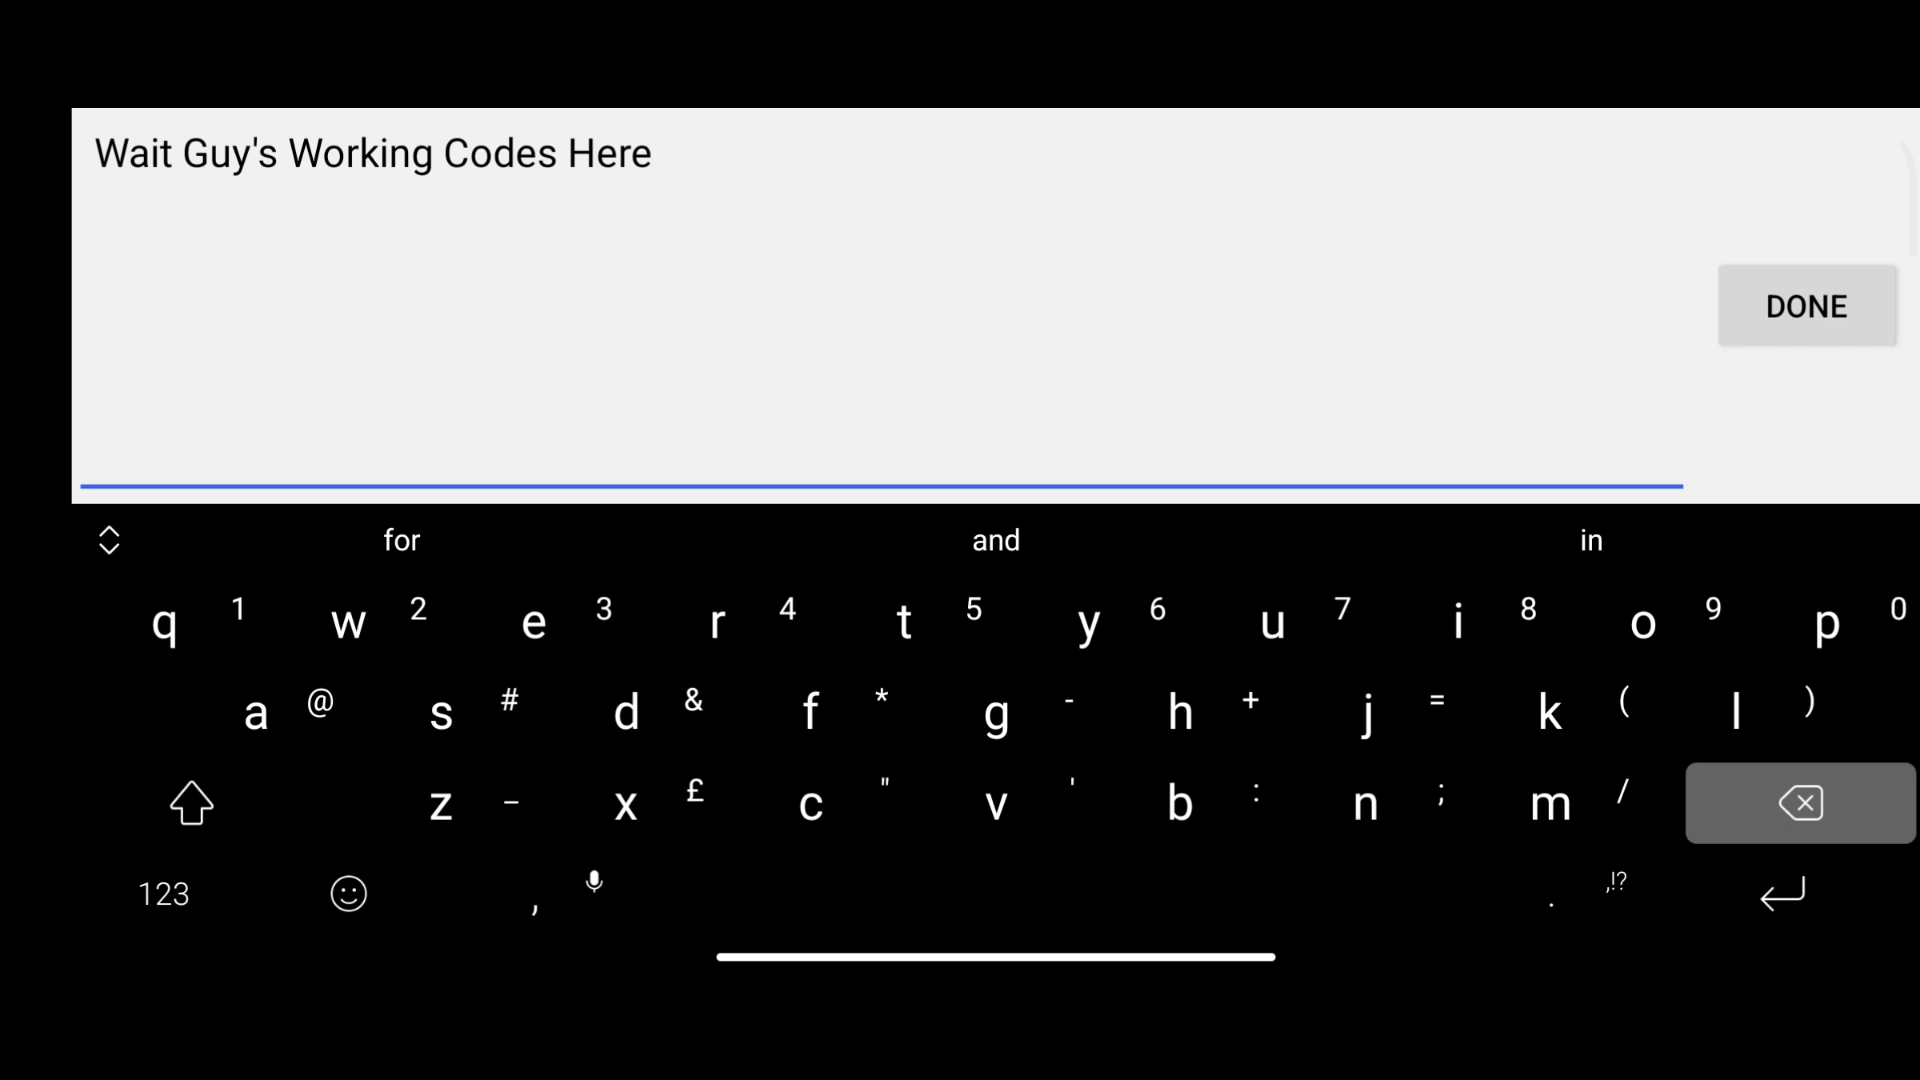 Wait Guy's Working Codes Here
DONE
for and in
q 1 w 2 e 3 r 4 t 5 y 6 u 7 i 8 o 9 p 0
a @ s # d & f * g - h + j = k ( l )
z _ x £ c " v ' b : n ; m /
123 , . ,!?